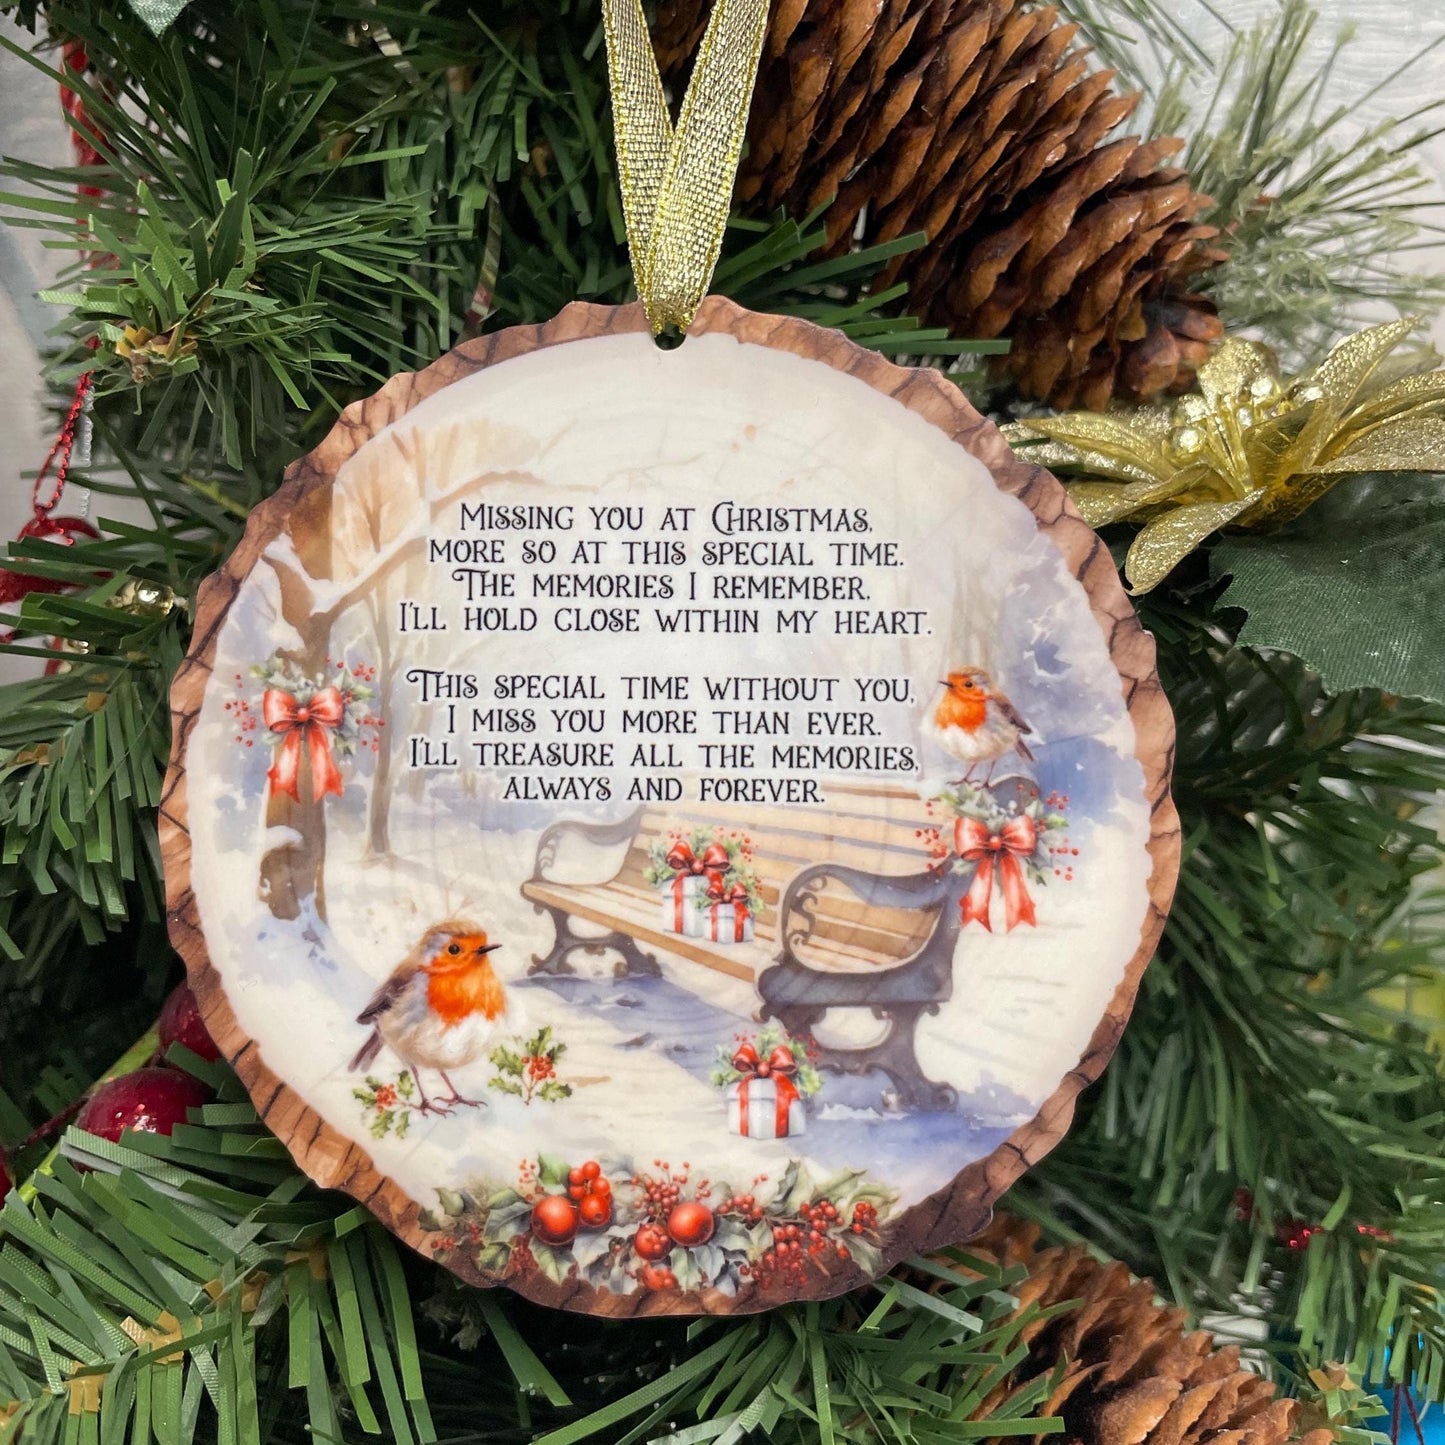 Missing you at Christmas,
more so at this special time.
The memories I remember,
I'll hold close within my heart.
This special time without you,
I miss you more than ever.
I'll treasure all the memories,
always and forever.